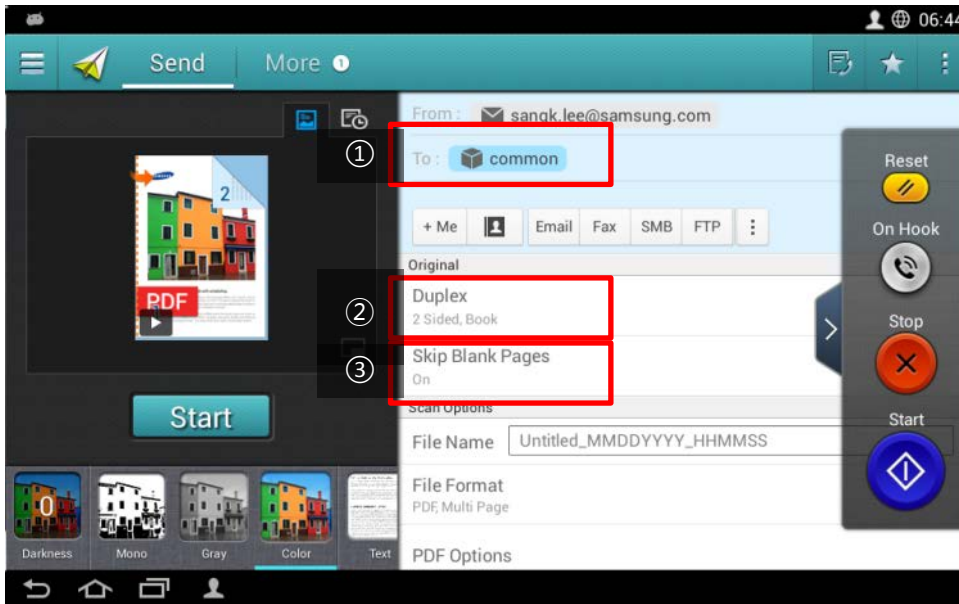 06:44
Send
More 1
From : sangk.lee@samsung.com
① To : common
+ Me Email Fax SMB FTP
Original
② Duplex
2 Sided, Book
③ Skip Blank Pages
On
Scan Options
File Name Untitled_MMDDYYYY_HHMMSS
File Format
PDF, Multi Page
PDF Options
2
PDF
Start
0
Darkness Mono Gray Color Text
Reset
On Hook
Stop
Start